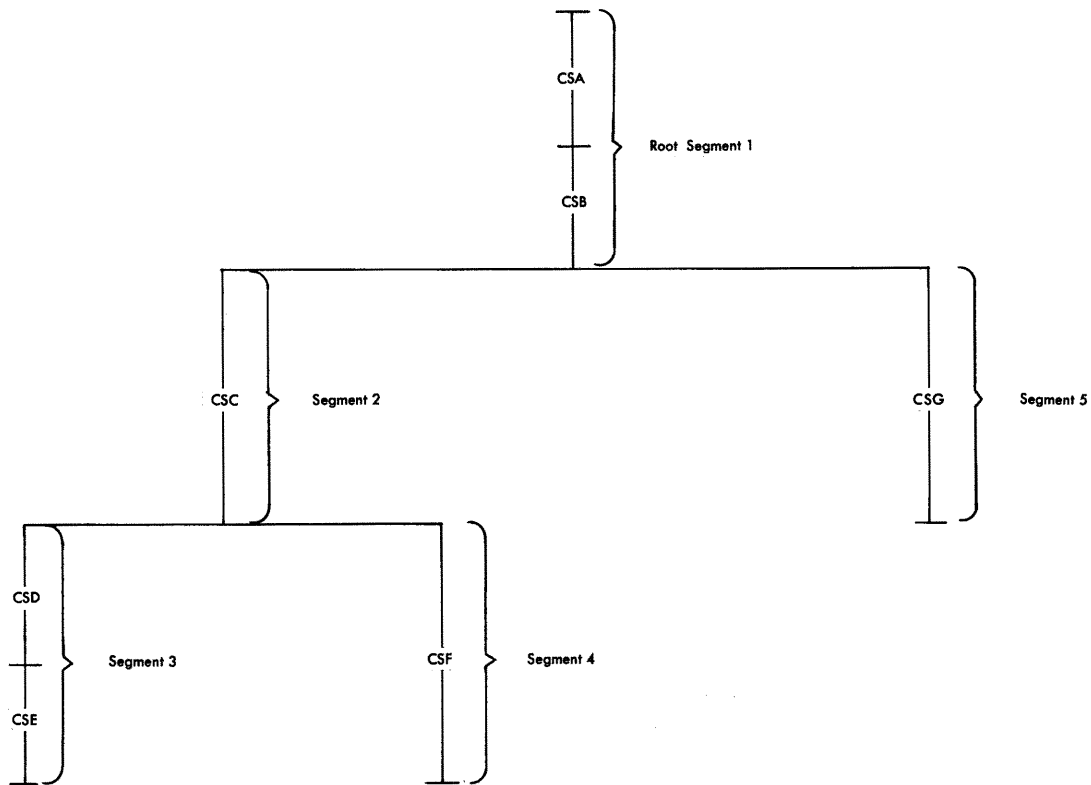 CSA
Root Segment 1
CSB
CSC
Segment 2
CSG
Segment 5
CSD
Segment 3
CSF
Segment 4
CSE